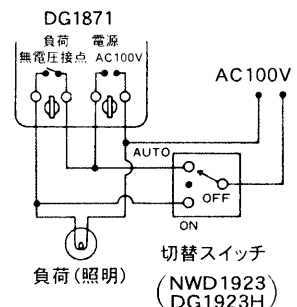 DG1871
負荷 電源
無電圧接点 AC100V
AC100V
AUTO
OFF
ON
負荷(照明)
切替スイッチ
(NWD1923
DG1923H)